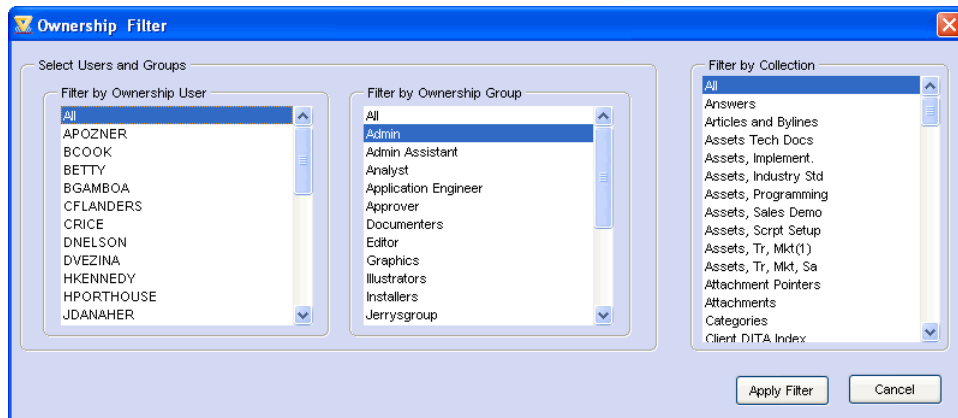 Ownership Filter
Select Users and Groups
Filter by Ownership User
All
APOZNER
BCOOK
BETTY
BGAMBOA
CFLANDERS
CRICE
DNELSON
DVEZINA
HKENNEDY
HPORTHOUSE
JDANAHER
Filter by Ownership Group
All
Admin
Admin Assistant
Analyst
Application Engineer
Approver
Documenters
Editor
Graphics
Illustrators
Installers
Jerrysgroup
Filter by Collection
All
Answers
Articles and Bylines
Assets Tech Docs
Assets, Implement.
Assets, Industry Std
Assets, Programming
Assets, Sales Demo
Assets, Scrpt Setup
Assets, Tr, Mkt(1)
Assets, Tr, Mkt, Sa
Attachment Pointers
Attachments
Categories
Client DITA Index
Apply Filter
Cancel